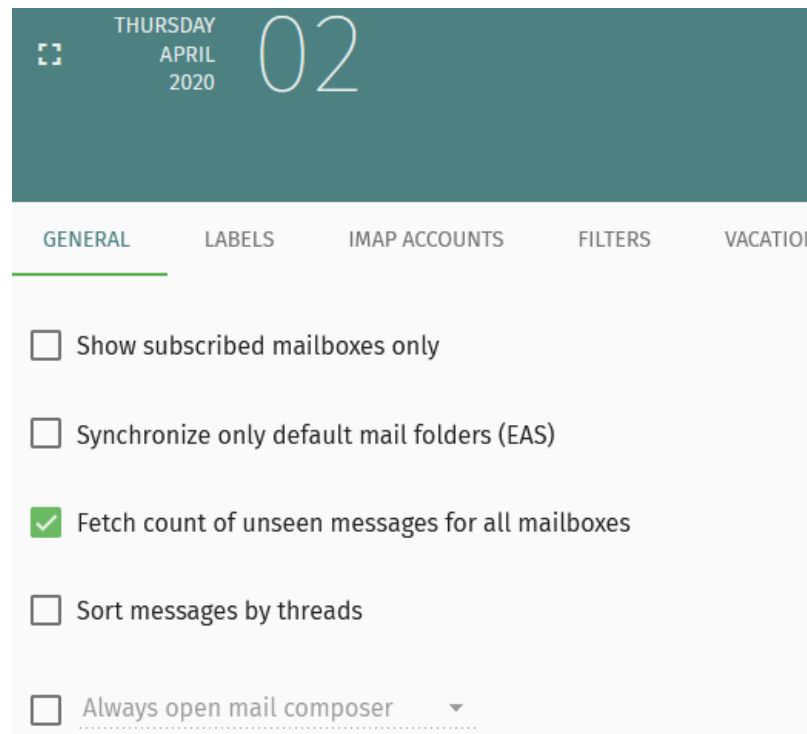 THURSDAY
APRIL
2020
02
GENERAL LABELS IMAP ACCOUNTS FILTERS VACATION
Show subscribed mailboxes only
Synchronize only default mail folders (EAS)
Fetch count of unseen messages for all mailboxes
Sort messages by threads
Always open mail composer